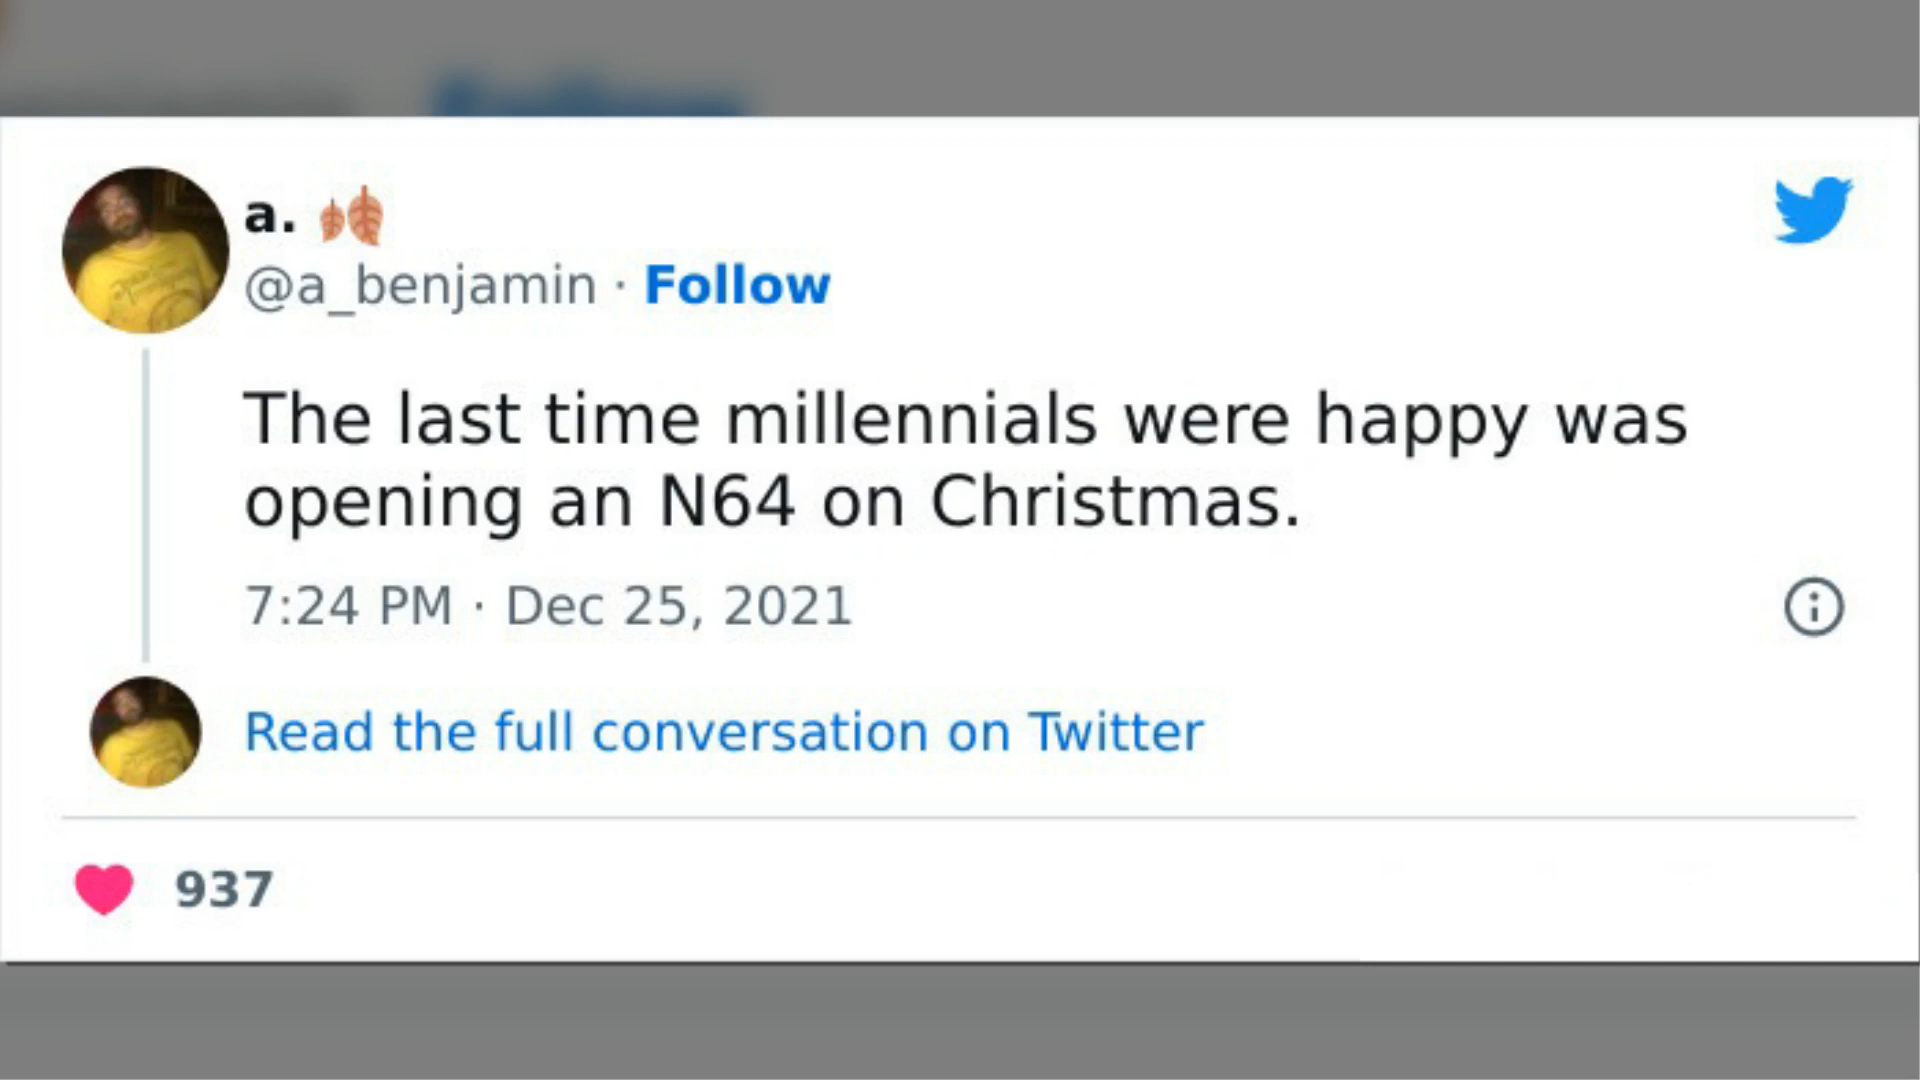 a. 🍂
@a_benjamin · Follow
The last time millennials were happy was
opening an N64 on Christmas.
7:24 PM · Dec 25, 2021
Read the full conversation on Twitter
937